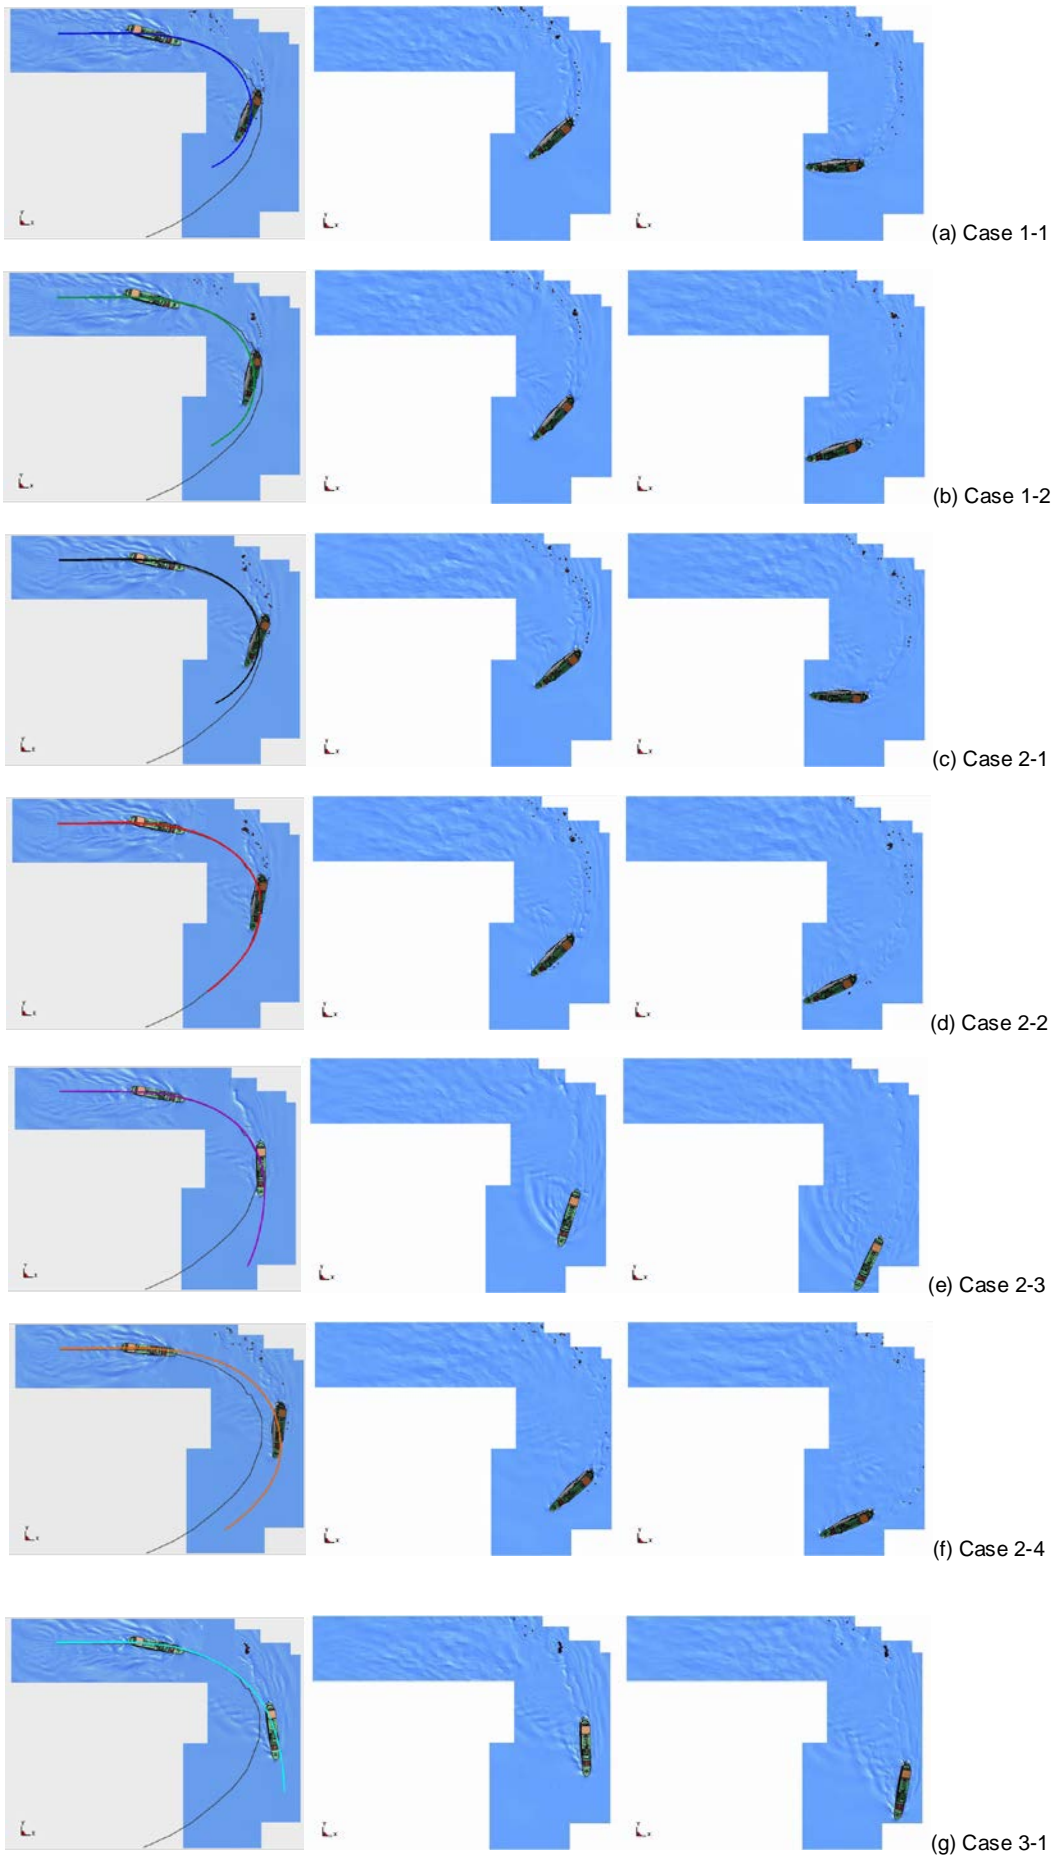 (a) Case 1-1
(b) Case 1-2
(c) Case 2-1
(d) Case 2-2
(e) Case 2-3
(f) Case 2-4
(g) Case 3-1